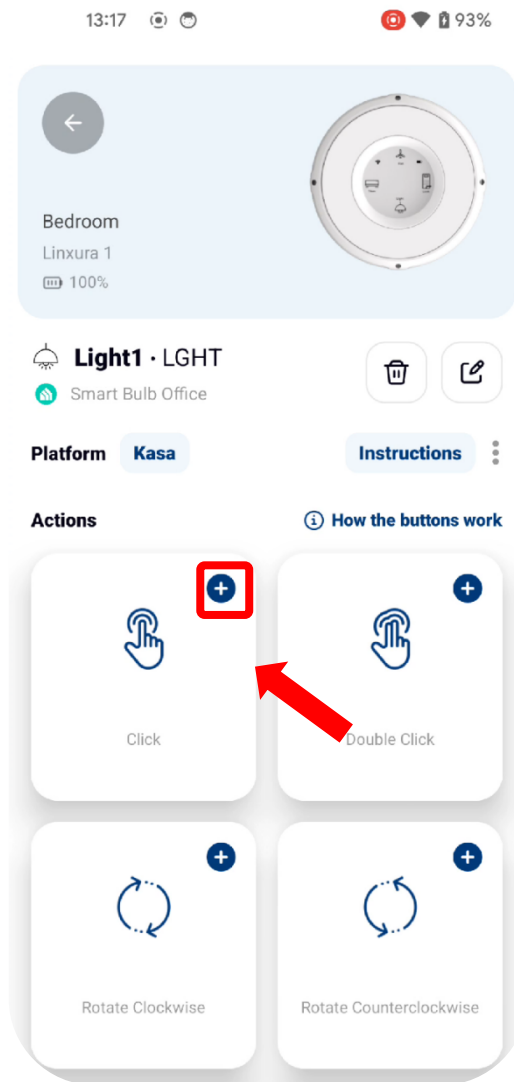 13:17
93%
Bedroom
Linxura 1
100%
Light1 · LGHT
Smart Bulb Office
Platform Kasa Instructions
Actions How the buttons work
Click Double Click
Rotate Clockwise Rotate Counterclockwise